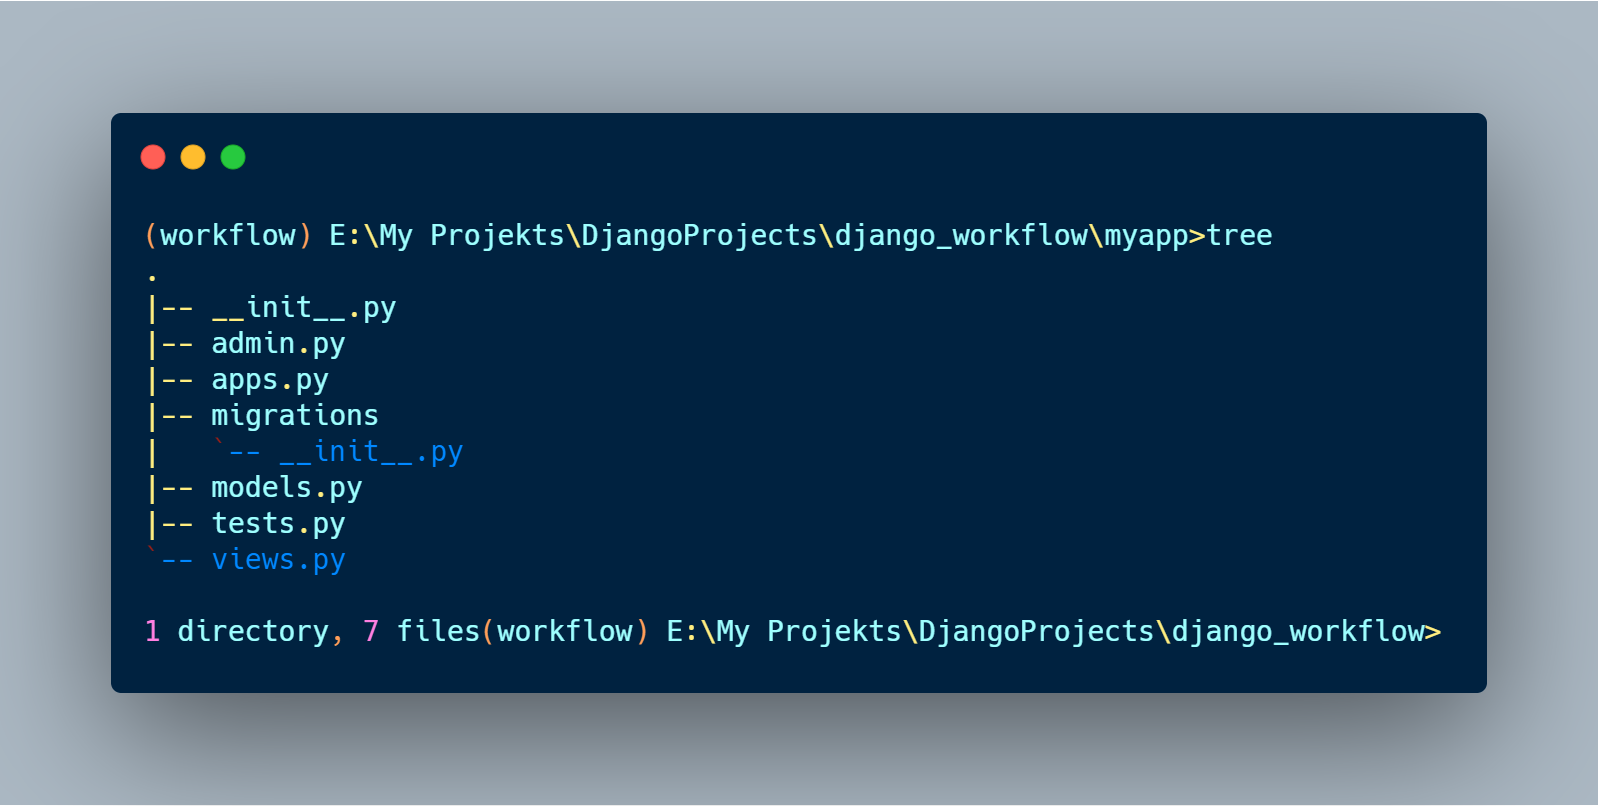 (workflow) E:\My Projekts\DjangoProjects\django_workflow\myapp>tree
.
|-- __init__.py
|-- admin.py
|-- apps.py
|-- migrations
|   `-- __init__.py
|-- models.py
|-- tests.py
`-- views.py
1 directory, 7 files(workflow) E:\My Projekts\DjangoProjects\django_workflow>